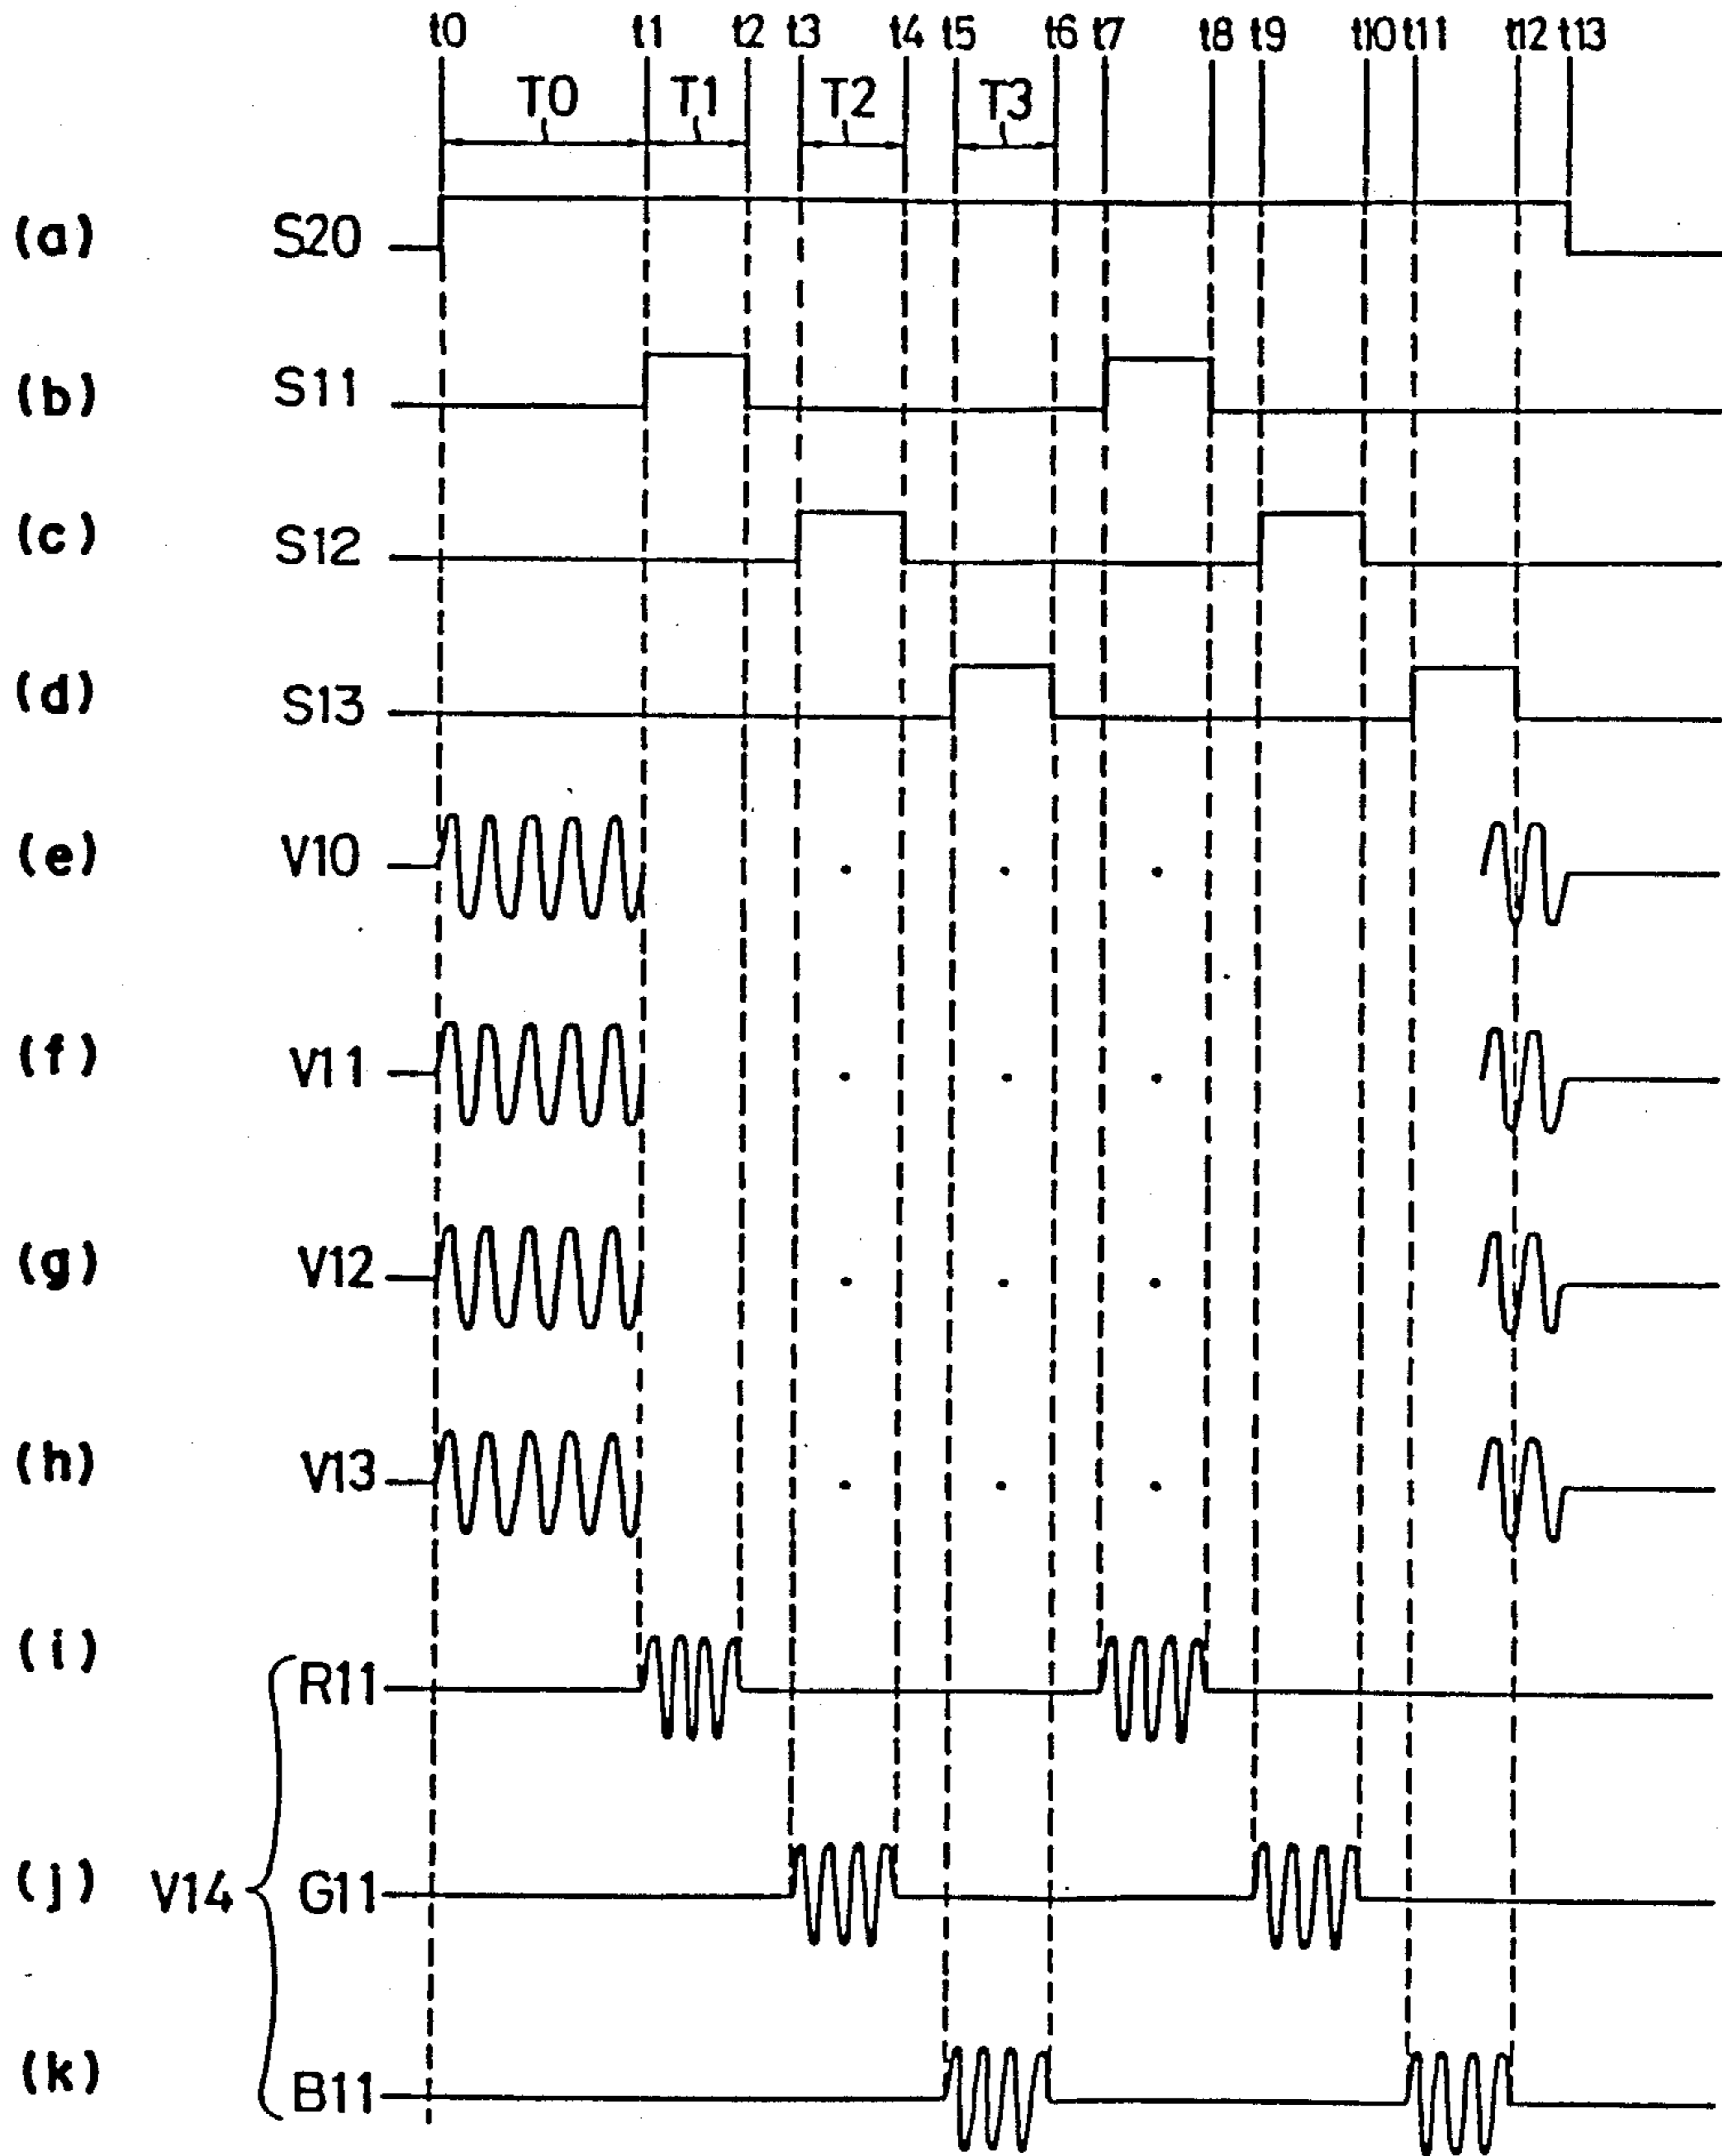 t0 t1 t2 t3 t4 t5 t6 t7 t8 t9 t10 t11 t12 t13
T0 T1 T2 T3
(a) S20
(b) S11
(c) S12
(d) S13
(e) V10
(f) V11
(g) V12
(h) V13
(i) R11
(j) V14 G11
(k) B11